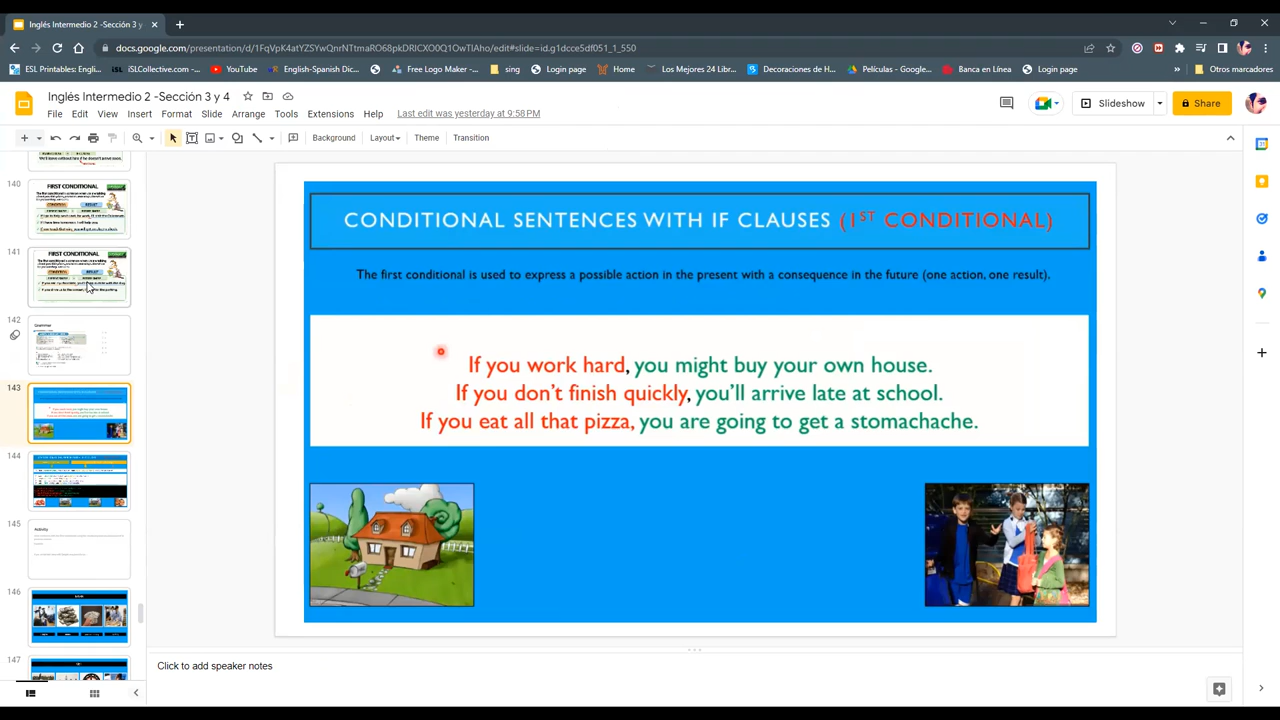 Inglés Intermedio 2 -Sección 3 y
docs.google.com/presentation/d/1FqVpK4atYZSYwQnrNTtmaRO68pkDRICXO0Q1OwTlAho/edit#slide=id.g1dcce5df051_1_550
ESL Printables: Engli... iSLCollective.com -... YouTube English-Spanish Dic... Free Logo Maker -... sing Login page Home Los Mejores 24 Libr... Decoraciones de H... Películas - Google... Banca en Línea Login page Otros marcadores
Inglés Intermedio 2 -Sección 3 y 4
File Edit View Insert Format Slide Arrange Tools Extensions Help Last edit was yesterday at 9:58 PM
Slideshow Share
Background Layout Theme Transition
140
FIRST CONDITIONAL
CONDITION RESULT
141
FIRST CONDITIONAL
CONDITION RESULT
142
Grammar
143
144
145
Activity
146
147
CONDITIONAL SENTENCES WITH IF CLAUSES (1ST CONDITIONAL)
The first conditional is used to express a possible action in the present with a consequence in the future (one action, one result).
If you work hard, you might buy your own house.
If you don't finish quickly, you'll arrive late at school.
If you eat all that pizza, you are going to get a stomachache.
Click to add speaker notes